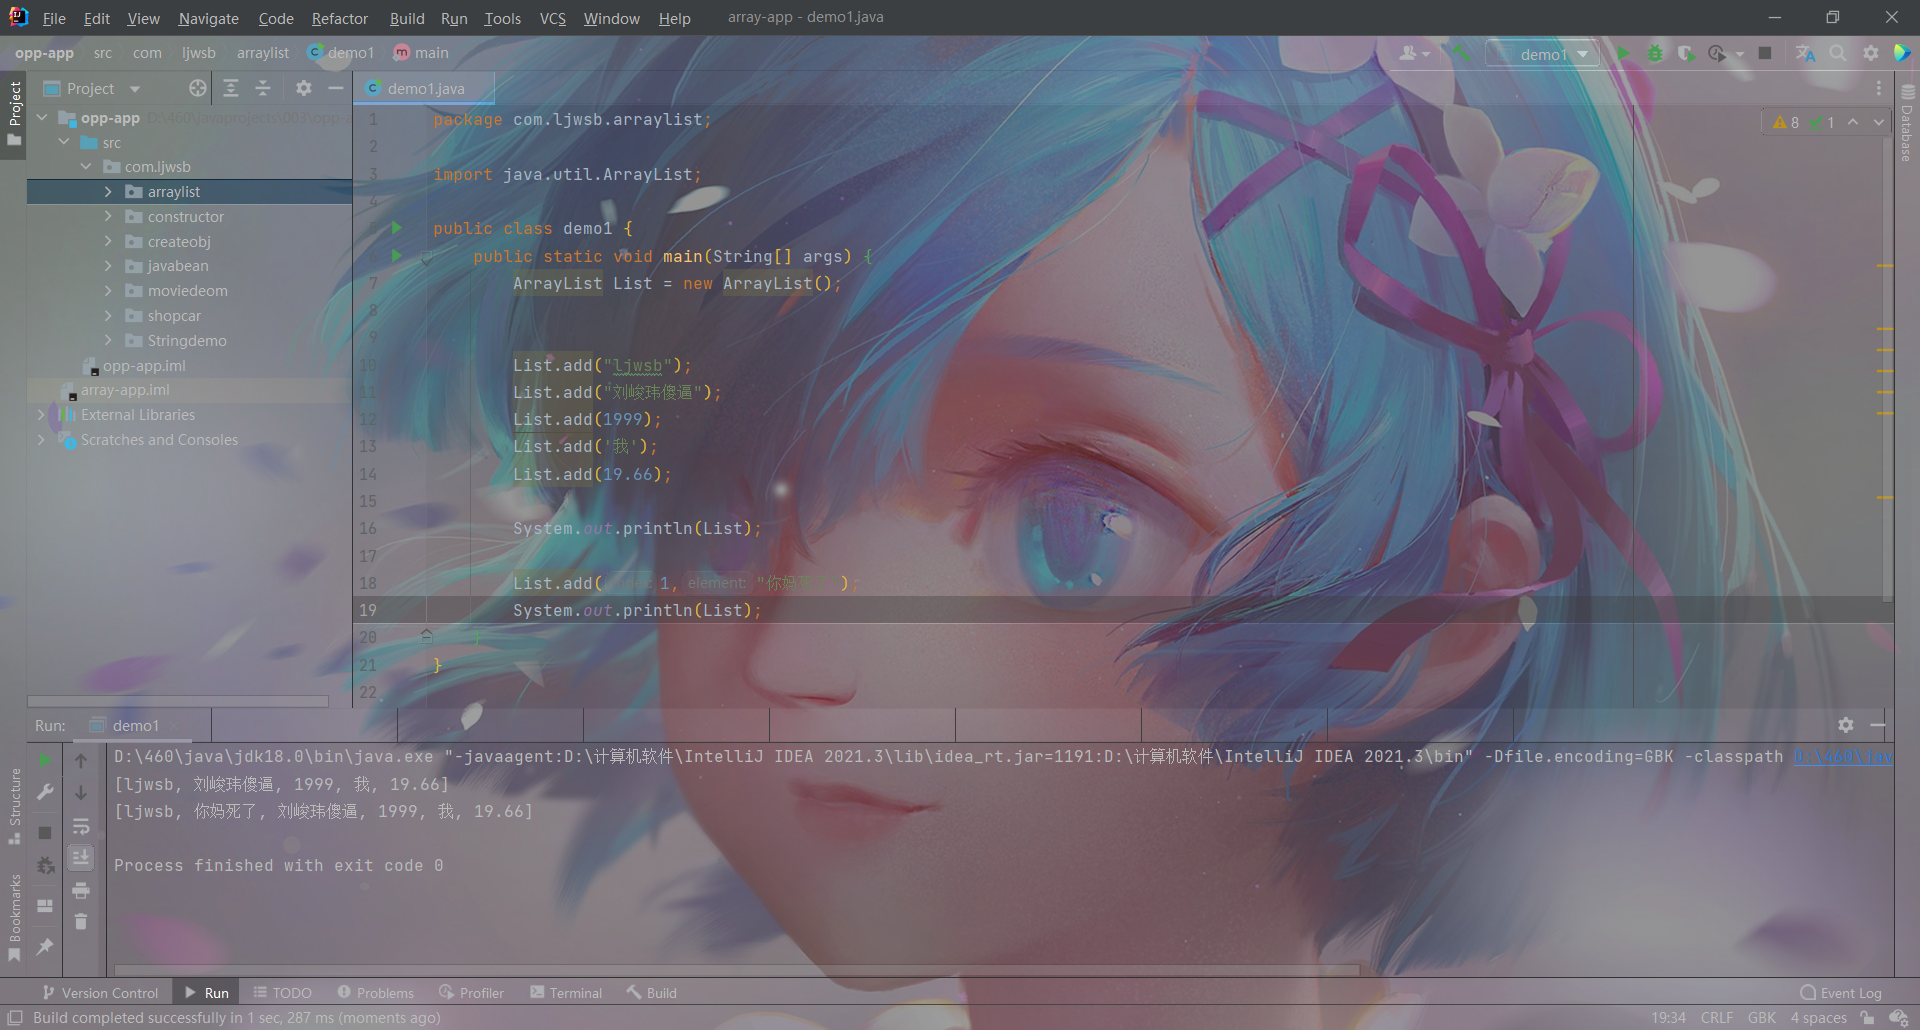 File Edit View Navigate Code Refactor Build Run Tools VCS Window Help array-app - demo1.java
opp-app src com ljwsb arraylist demo1 main
demo1
Project
demo1.java
Project
Database
opp-app D:\460\javaprojects\003\opp-a
src
com.ljwsb
arraylist
constructor
createobj
javabean
moviedeom
shopcar
Stringdemo
opp-app.iml
array-app.iml
External Libraries
Scratches and Consoles
8 1
1 package com.ljwsb.arraylist;
2
3 import java.util.ArrayList;
4
5 public class demo1 {
6 public static void main(String[] args) {
7 ArrayList List = new ArrayList();
8
9
10 List.add("ljwsb");
11 List.add("刘峻玮傻逼");
12 List.add(1999);
13 List.add('我');
14 List.add(19.66);
15
16 System.out.println(List);
17
18 List.add( 1, element: "你妈死了");
19 System.out.println(List);
20 }
21 }
22
Run: demo1
D:\460\java\jdk18.0\bin\java.exe "-javaagent:D:\计算机软件\IntelliJ IDEA 2021.3\lib\idea_rt.jar=1191:D:\计算机软件\IntelliJ IDEA 2021.3\bin" -Dfile.encoding=GBK -classpath D:\460\jav
[ljwsb, 刘峻玮傻逼, 1999, 我, 19.66]
[ljwsb, 你妈死了, 刘峻玮傻逼, 1999, 我, 19.66]
Process finished with exit code 0
Structure
Bookmarks
Version Control Run TODO Problems Profiler Terminal Build Event Log
Build completed successfully in 1 sec, 287 ms (moments ago) 19:34 CRLF GBK 4 spaces